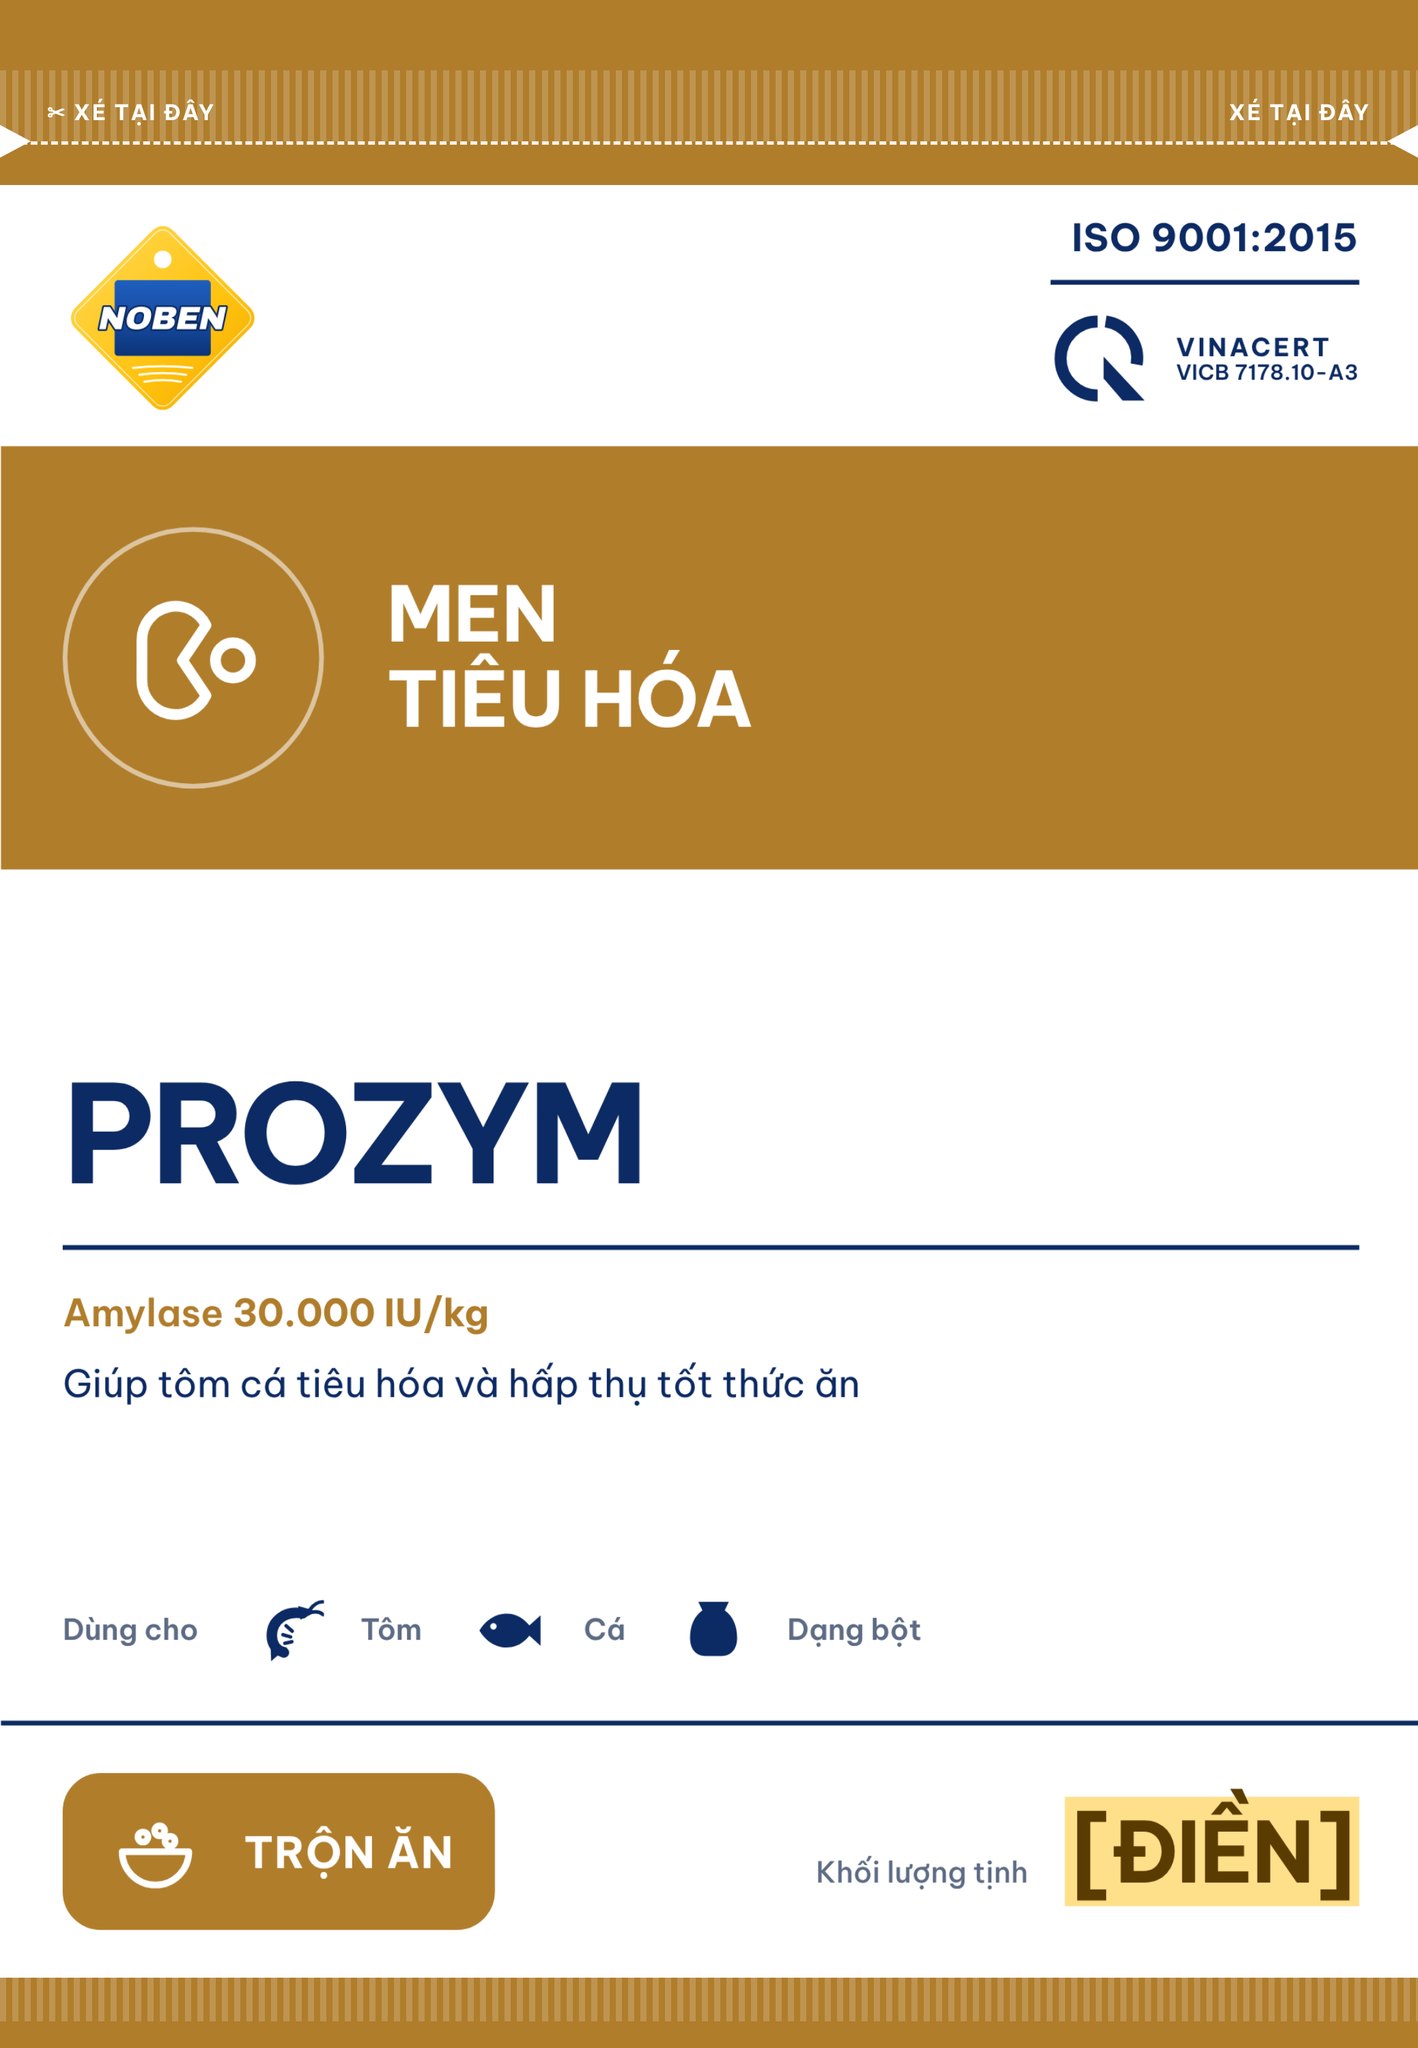 ✂ XÉ TẠI ĐÂY
XÉ TẠI ĐÂY
NOBEN
ISO 9001:2015
VINACERT
VICB 7178.10-A3
MEN
TIÊU HÓA
PROZYM
Amylase 30.000 IU/kg
Giúp tôm cá tiêu hóa và hấp thụ tốt thức ăn
Dùng cho Tôm Cá Dạng bột
TRỘN ĂN
Khối lượng tịnh [ĐIỀN]